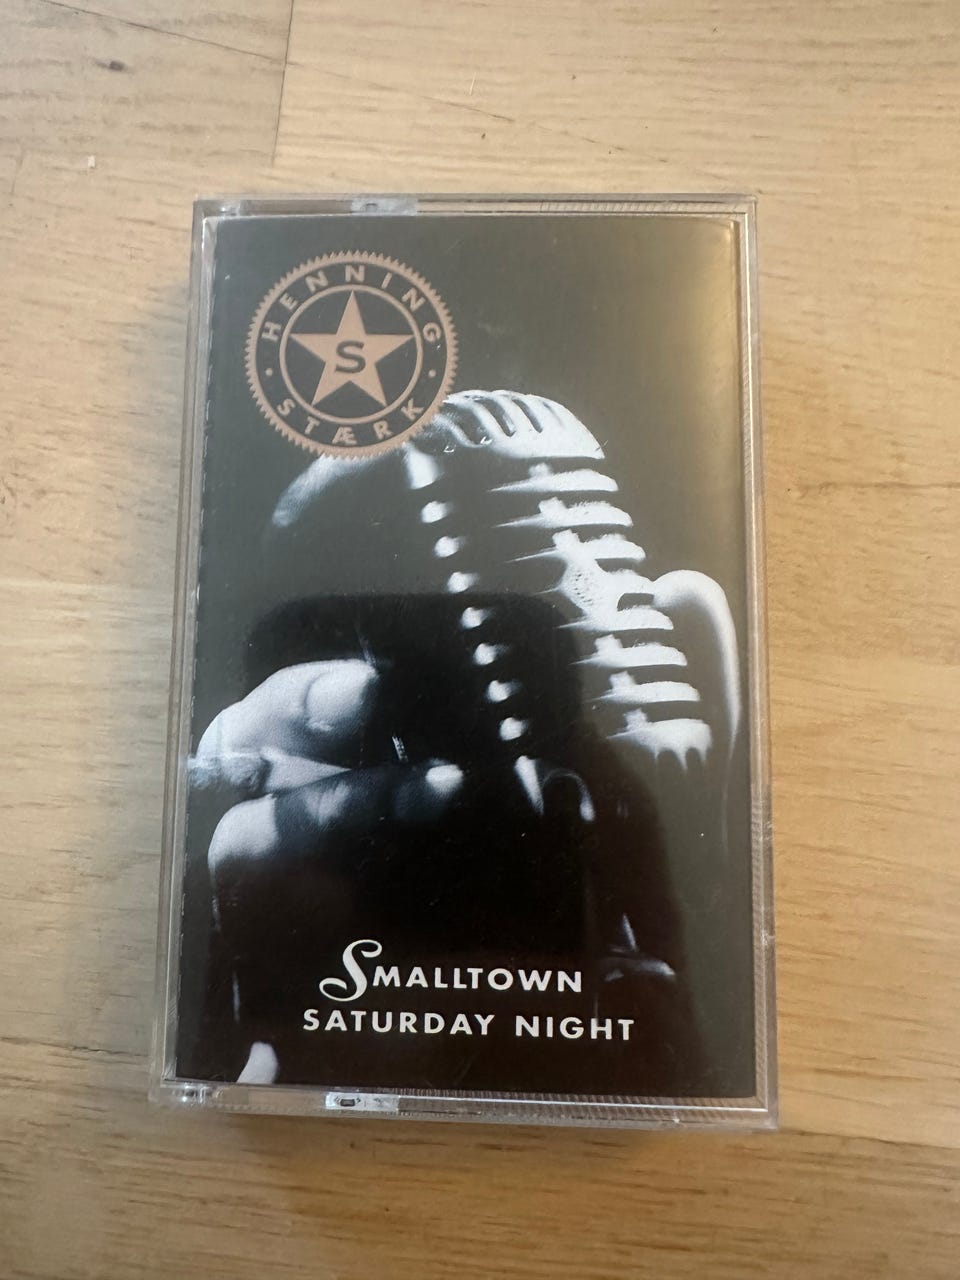 HENNING
S
STÆRK
SMALLTOWN
SATURDAY NIGHT